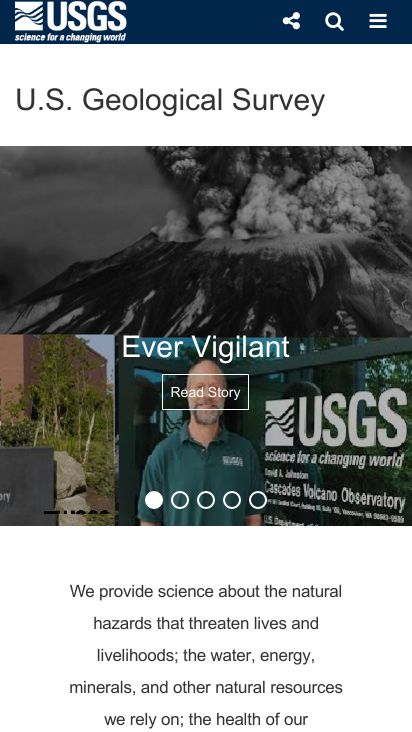 USGS
science for a changing world
U.S. Geological Survey
Ever Vigilant
Read Story
USGS
science for a changing world
David A. Johnston
Cascades Volcano Observatory
We provide science about the natural
hazards that threaten lives and
livelihoods; the water, energy,
minerals, and other natural resources
we rely on; the health of our